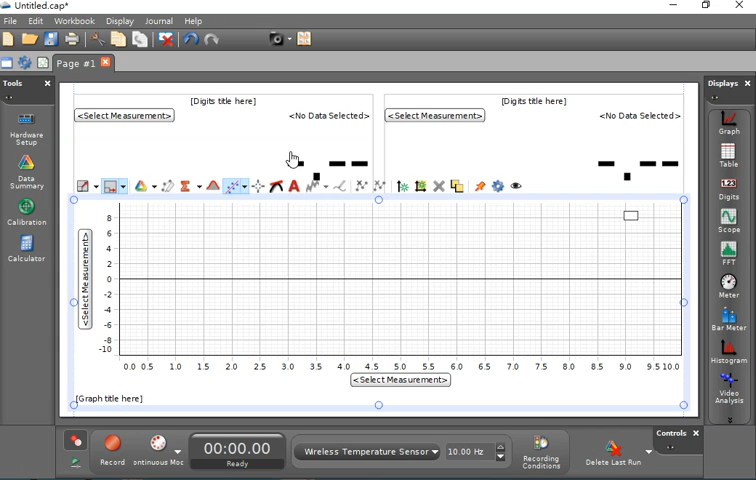 Untitled.cap*
File Edit Workbook Display Journal Help
Page #1
Tools
Displays
[Digits title here]
[Digits title here]
<Select Measurement>
<No Data Selected>
<Select Measurement>
<No Data Selected>
Hardware
Setup
Data
Summary
Calibration
Calculator
Graph
Table
1.23
Digits
Scope
FFT
Meter
Bar Meter
Histogram
Video
Analysis
<Select Measurement>
8
6
4
2
0
-2
-4
-6
-8
-10
0.0 0.5 1.0 1.5 2.0 2.5 3.0 3.5 4.0 4.5 5.0 5.5 6.0 6.5 7.0 7.5 8.0 8.5 9.0 9.5 10.0
<Select Measurement>
[Graph title here]
Controls
Record
ontinuous Moc
00:00.00
Ready
Wireless Temperature Sensor
10.00 Hz
Recording
Conditions
Delete Last Run